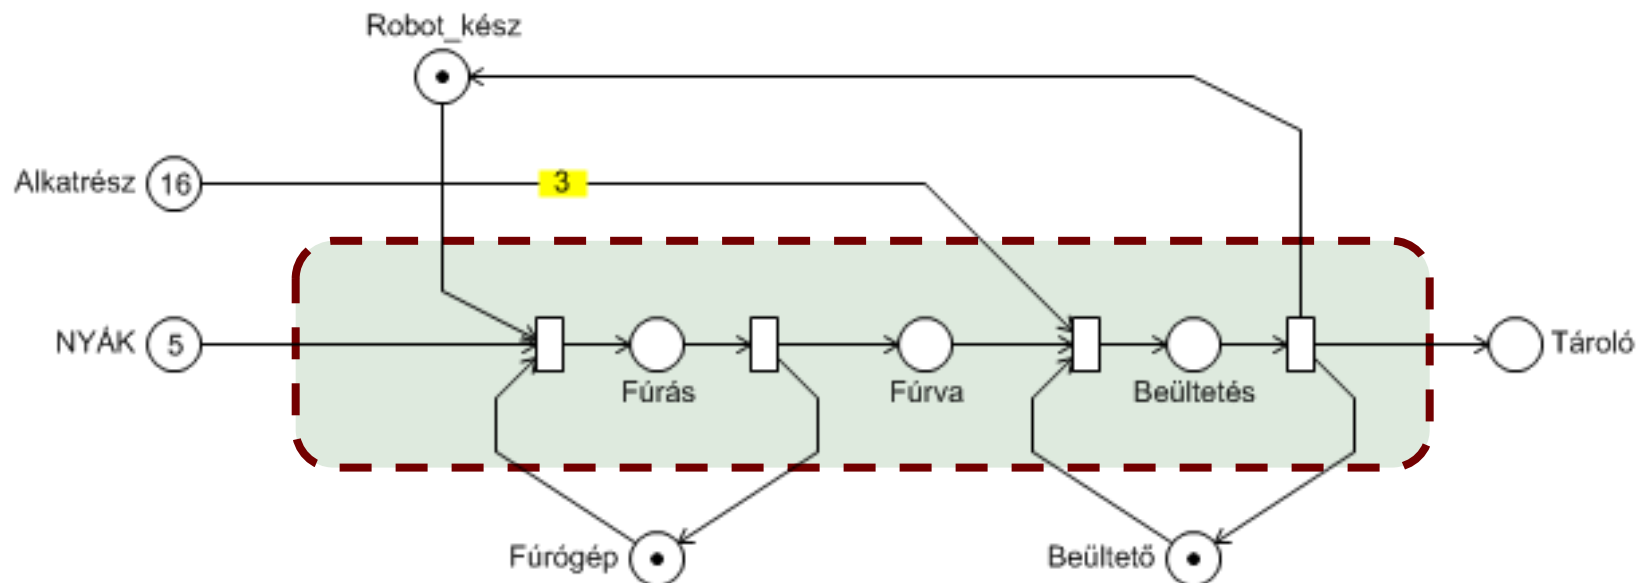 Robot_kész
Alkatrész 16 3
NYÁK 5 Tároló
Fúrás Fúrva Beültetés
Fúrógép Beültető